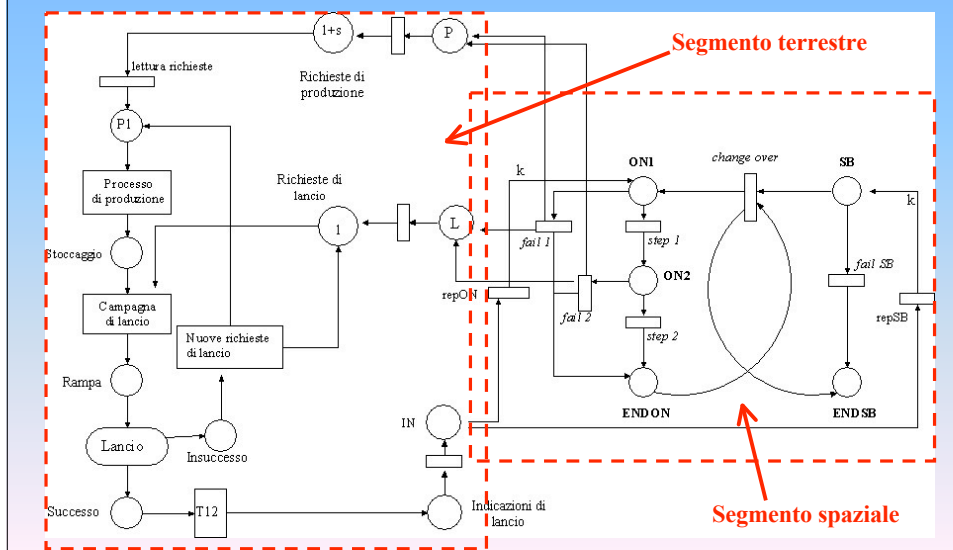 1+s
P
Segmento terrestre
lettura richieste
Richieste di
produzione
P1
k
ON1
change over
SB
k
Processo
di produzione
Richieste di
lancio
1
L
fail 1
step 1
fail SB
Stoccaggio
ON2
repON
fail 2
repSB
Campagna
di lancio
step 2
Nuove richieste
di lancio
Rampa
ENDON
ENDSB
IN
Lancio
Insuccesso
Successo
T12
Indicazioni di
lancio
Segmento spaziale